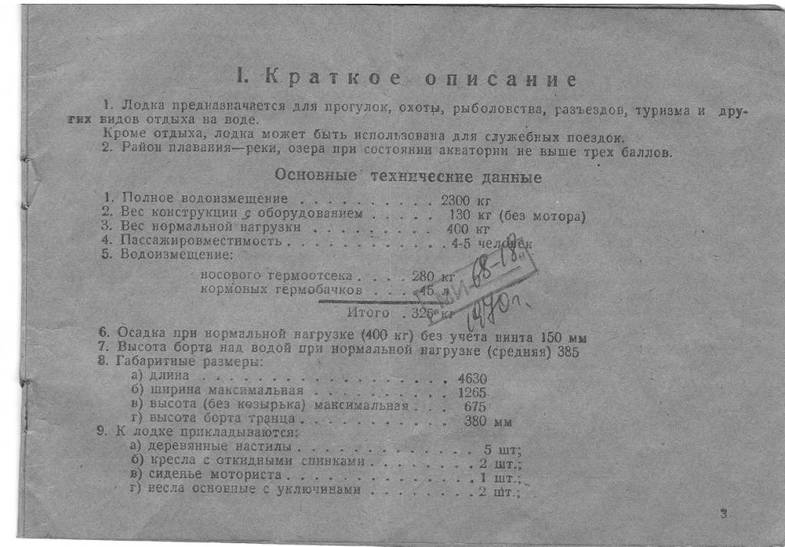 I. Краткое описание
1. Лодка предназначается для прогулок, охоты, рыболовства, разъездов, туризма и дру-
гих видов отдыха на воде.
Кроме отдыха, лодка может быть использована для служебных поездок.
2. Район плавания—реки, озера при состоянии акватории не выше трех баллов.
Основные технические данные
1. Полное водоизмещение . . . . . . . . . . 2300 кг
2. Вес конструкции с оборудованием . . . . . 130 кг (без мотора)
3. Вес нормальной нагрузки . . . . . . . . . 400 кг
4. Пассажировместимость . . . . . . . . . . . 4-5 человек
5. Водоизмещение:
носового гермоотсека . . . . 280 кг
кормовых гермобачков . . . 45 л
Итого . 325 кг
68-18
1970 г.
6. Осадка при нормальной нагрузке (400 кг) без учета винта 150 мм
7. Высота борта над водой при нормальной нагрузке (средняя) 385
8. Габаритные размеры:
а) длина . . . . . . . . . . . . . . . . . 4630
б) ширина максимальная . . . . . . . . . . 1265
в) высота (без козырька) максимальная . . . 675
г) высота борта транца . . . . . . . . . . . 380 мм
9. К лодке прикладываются:
а) деревянные настилы . . . . . . . . . . . . . 5 шт;
б) кресла с откидными спинками . . . . . . . . 2 шт.;
в) сиденье моториста . . . . . . . . . . . . . 1 шт.;
г) весла основные с уключинами . . . . . . . . 2 шт.;
3